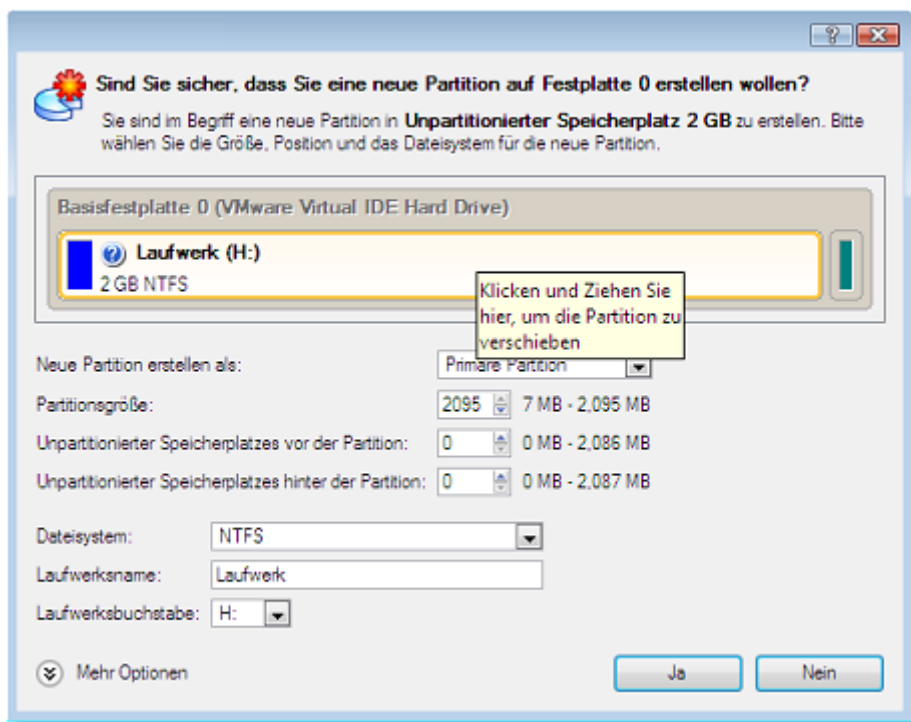 Sind Sie sicher, dass Sie eine neue Partition auf Festplatte 0 erstellen wollen?
Sie sind im Begriff eine neue Partition in Unpartitionierter Speicherplatz 2 GB zu erstellen. Bitte
wählen Sie die Größe, Position und das Dateisystem für die neue Partition.
Basisfestplatte 0 (VMware Virtual IDE Hard Drive)
Laufwerk (H:)
2 GB NTFS
Klicken und Ziehen Sie
hier, um die Partition zu
verschieben
Neue Partition erstellen als: Primäre Partition
Partitionsgröße: 2095 7 MB - 2,095 MB
Unpartitionierter Speicherplatzes vor der Partition: 0 0 MB - 2,086 MB
Unpartitionierter Speicherplatzes hinter der Partition: 0 0 MB - 2,087 MB
Dateisystem: NTFS
Laufwerksname: Laufwerk
Laufwerksbuchstabe: H:
Mehr Optionen Ja Nein